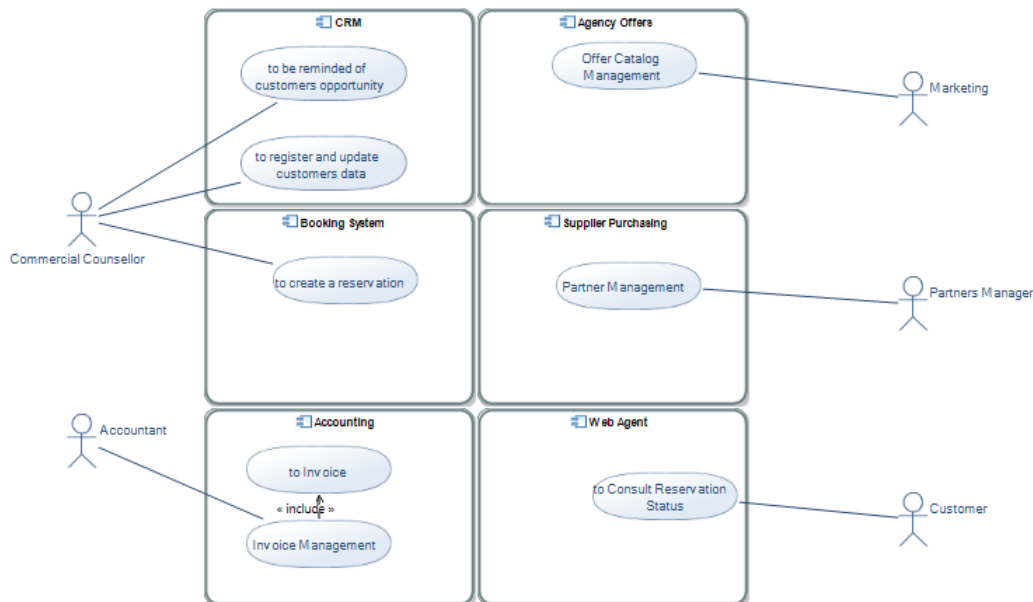 CRM
to be reminded of
customers opportunity
to register and update
customers data
Agency Offers
Offer Catalog
Management
Marketing
Commercial Counsellor
Booking System
to create a reservation
Supplier Purchasing
Partner Management
Partners Manager
Accountant
Accounting
to Invoice
« include »
Invoice Management
Web Agent
to Consult Reservation
Status
Customer